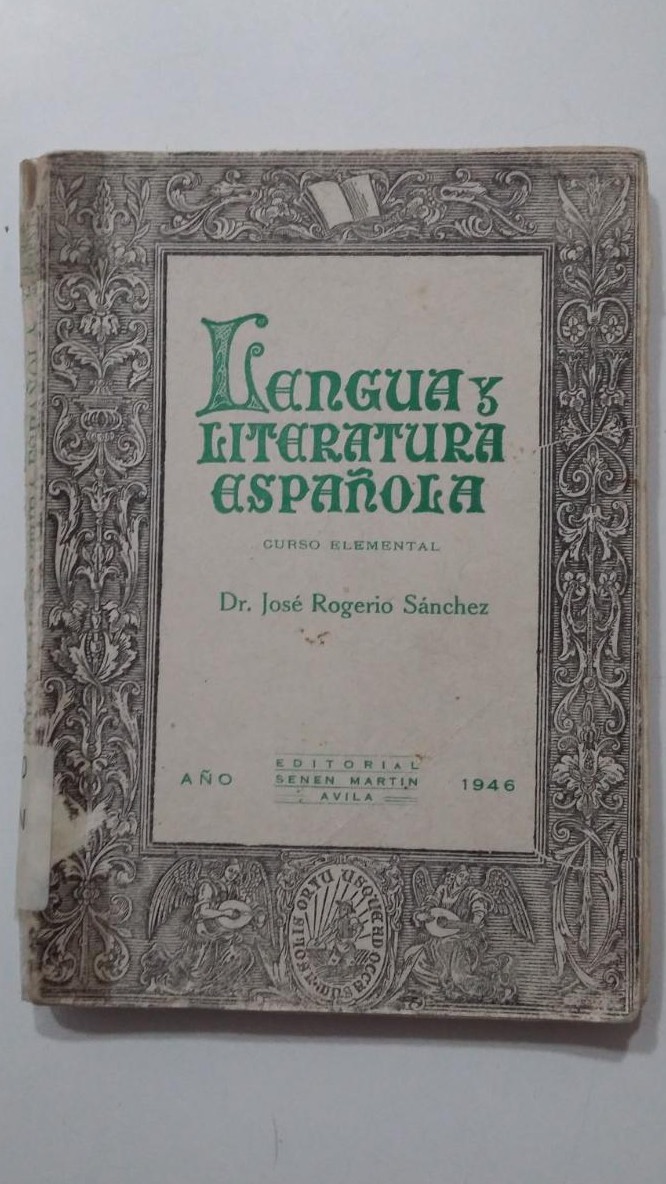 LENGUA Y
LITERATURA
ESPAÑOLA
CURSO ELEMENTAL
Dr. José Rogerio Sánchez
AÑO
EDITORIAL
SENEN MARTIN
AVILA
1946